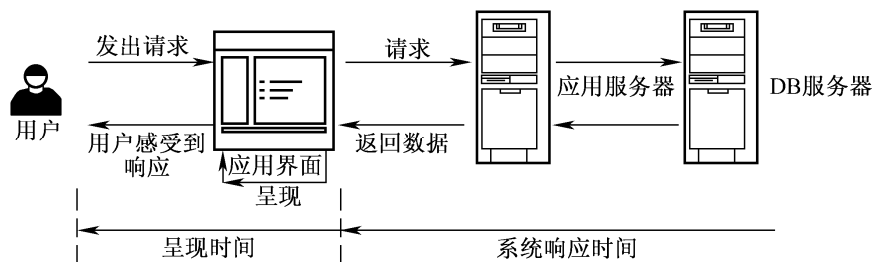 发出请求
请求
用户
用户感受到
响应
应用界面
呈现
返回数据
应用服务器
DB服务器
呈现时间
系统响应时间